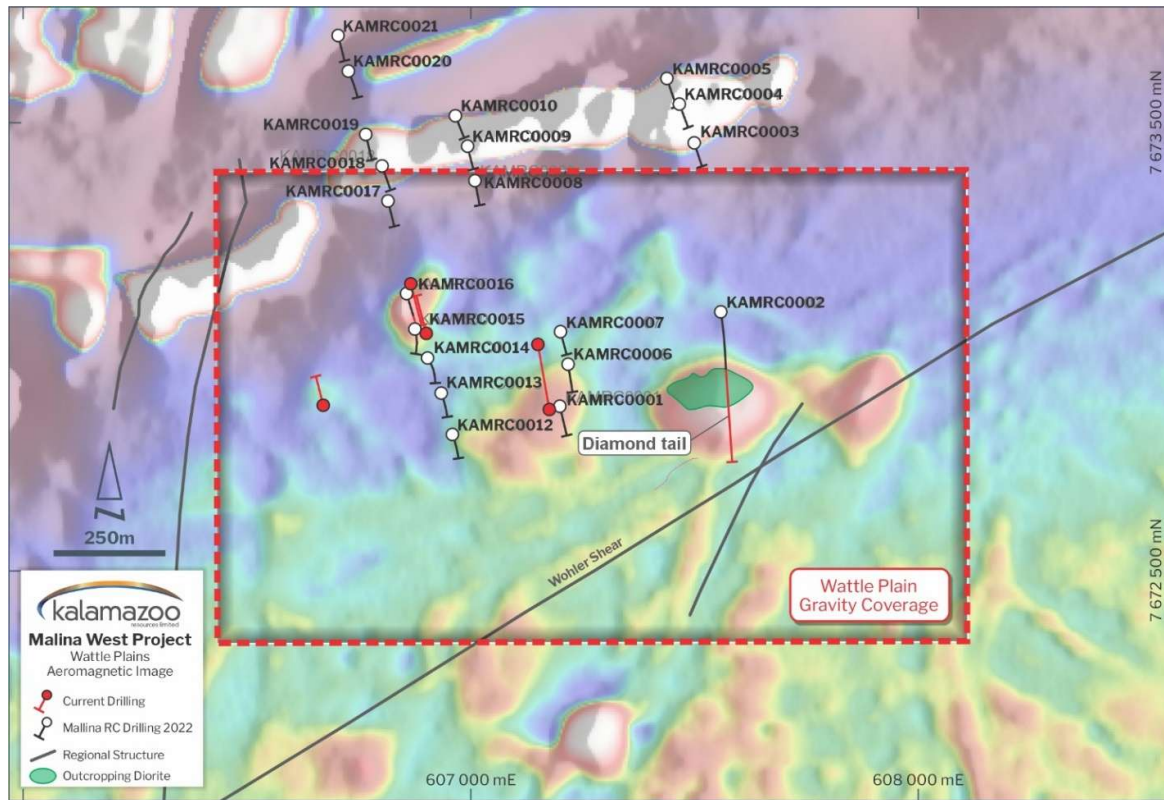 KAMRC0021
KAMRC0020
KAMRC0005
KAMRC0004
KAMRC0010
KAMRC0019
KAMRC0009
KAMRC0003
KAMRC0018
KAMRC0008
KAMRC0017
7 673 500 mN
KAMRC0016
KAMRC0002
KAMRC0015
KAMRC0007
KAMRC0014
KAMRC0006
KAMRC0013
KAMRC0001
KAMRC0012
Diamond tail
N
250m
Wohler Shear
7 672 500 mN
Wattle Plain
Gravity Coverage
kalamazoo
resources limited
Malina West Project
Wattle Plains
Aeromagnetic Image
Current Drilling
Mallina RC Drilling 2022
Regional Structure
Outcropping Diorite
607 000 mE
608 000 mE